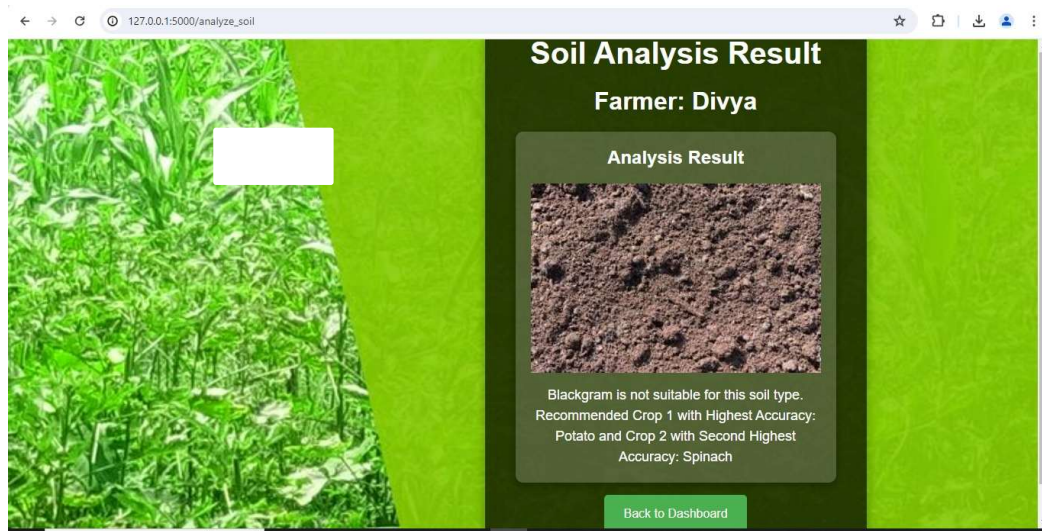 127.0.0.1:5000/analyze_soil
Soil Analysis Result
Farmer: Divya
Analysis Result
Blackgram is not suitable for this soil type.
Recommended Crop 1 with Highest Accuracy:
Potato and Crop 2 with Second Highest
Accuracy: Spinach
Back to Dashboard